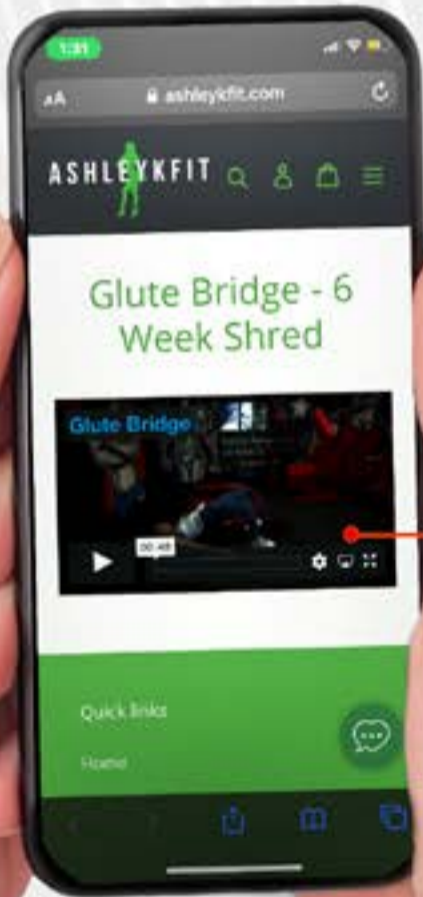 1:31
AA ashleykfit.com
ASHLEYKFIT
Glute Bridge - 6
Week Shred
Glute Bridge
00:48
Quick links
Home